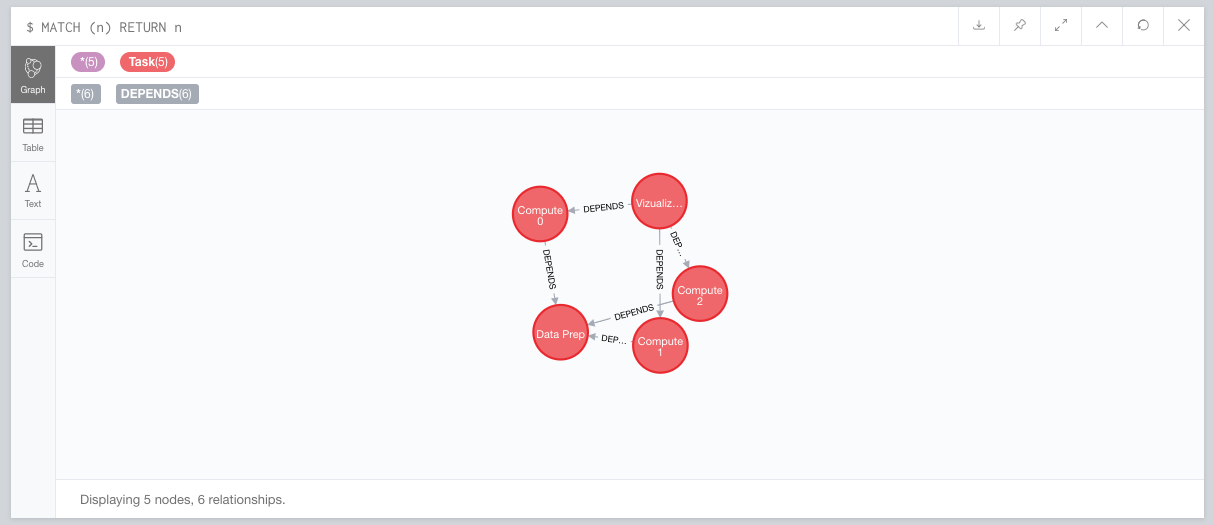 $ MATCH (n) RETURN n
*(5) Task(5)
*(6) DEPENDS(6)
Graph
Table
Text
Code
Compute
0
DEPENDS
Vizualiz...
DEPENDS
DEPENDS
DEP...
Compute
2
DEPENDS
Data Prep
DEP...
Compute
1
Displaying 5 nodes, 6 relationships.